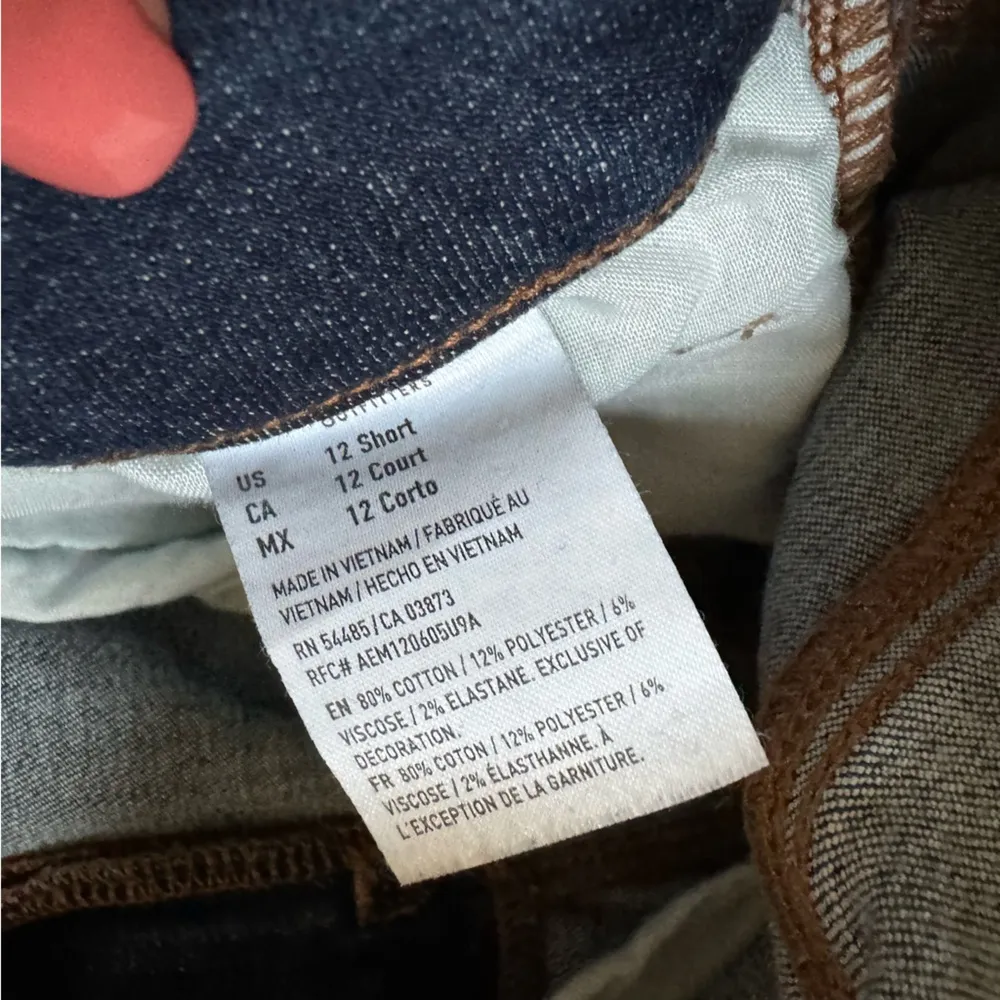 OUTFITTERS
US 12 Short
CA 12 Court
MX 12 Corto
MADE IN VIETNAM / FABRIQUÉ AU
VIETNAM / HECHO EN VIETNAM
RN 54485 / CA 03873
RFC# AEM120605U9A
EN 80% COTTON / 12% POLYESTER / 6%
VISCOSE / 2% ELASTANE. EXCLUSIVE OF
DECORATION.
FR 80% COTON / 12% POLYESTER / 6%
VISCOSE / 2% ÉLASTHANNE. À
L'EXCEPTION DE LA GARNITURE.